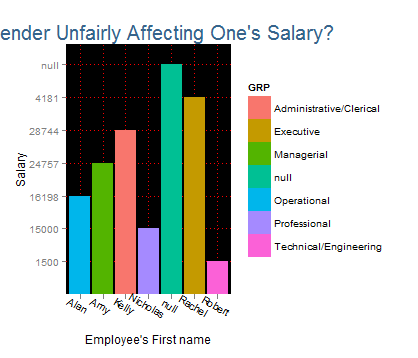 ender Unfairly Affecting One's Salary?
null
4181
28744
24757
16198
15000
1500
Salary
Alan
Amy
Kelly
Nicholas
null
Rachel
Robert
Employee's First name
GRP
Administrative/Clerical
Executive
Managerial
null
Operational
Professional
Technical/Engineering